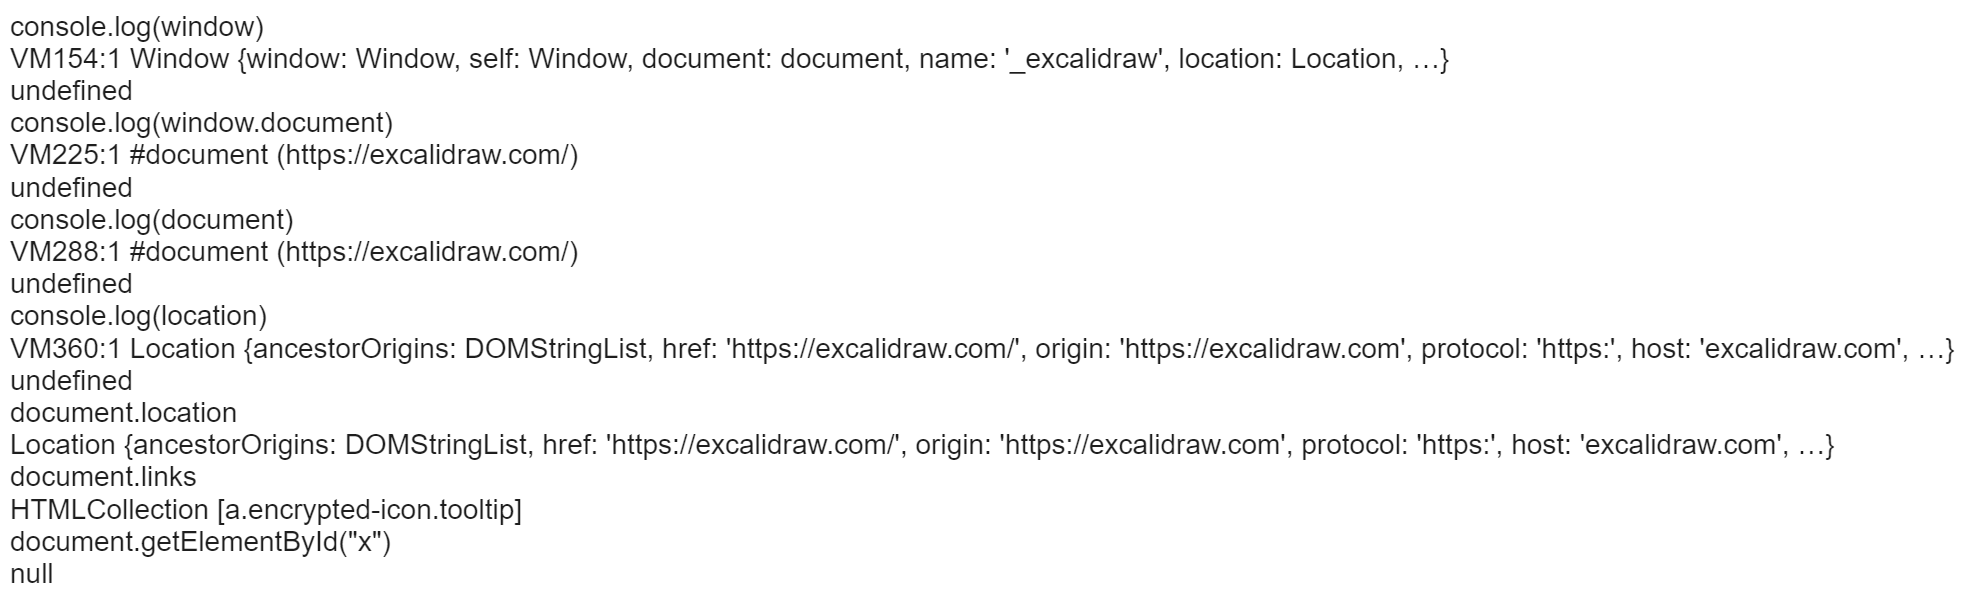 console.log(window)
VM154:1 Window {window: Window, self: Window, document: document, name: '_excalidraw', location: Location, …}
undefined
console.log(window.document)
VM225:1 #document (https://excalidraw.com/)
undefined
console.log(document)
VM288:1 #document (https://excalidraw.com/)
undefined
console.log(location)
VM360:1 Location {ancestorOrigins: DOMStringList, href: 'https://excalidraw.com/', origin: 'https://excalidraw.com', protocol: 'https:', host: 'excalidraw.com', …}
undefined
document.location
Location {ancestorOrigins: DOMStringList, href: 'https://excalidraw.com/', origin: 'https://excalidraw.com', protocol: 'https:', host: 'excalidraw.com', …}
document.links
HTMLCollection [a.encrypted-icon.tooltip]
document.getElementById("x")
null